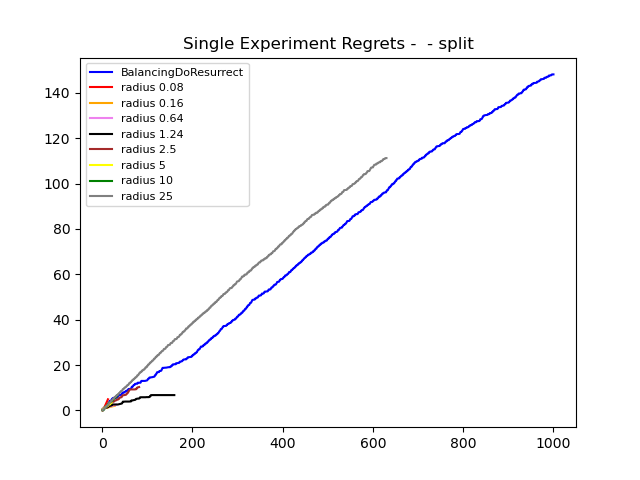 Single Experiment Regrets -  - split
BalancingDoResurrect
radius 0.08
radius 0.16
radius 0.64
radius 1.24
radius 2.5
radius 5
radius 10
radius 25
140
120
100
80
60
40
20
0
0 200 400 600 800 1000